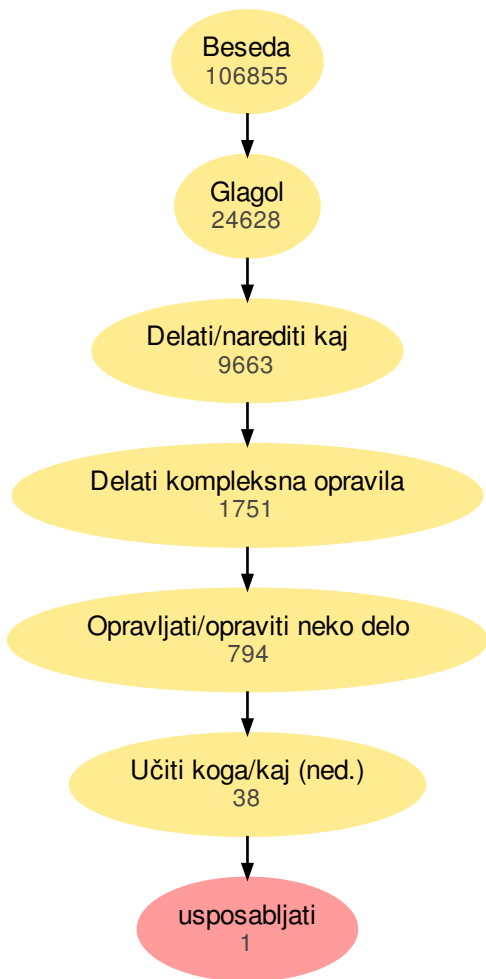 Beseda
106855
Glagol
24628
Delati/narediti kaj
9663
Delati kompleksna opravila
1751
Opravljati/opraviti neko delo
794
Učiti koga/kaj (ned.)
38
usposabljati
1